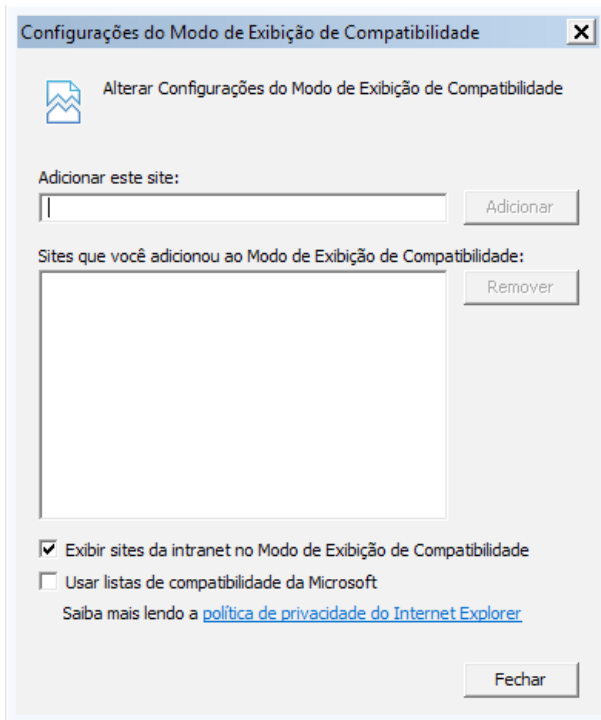 Configurações do Modo de Exibição de Compatibilidade
Alterar Configurações do Modo de Exibição de Compatibilidade
Adicionar este site:
Adicionar
Sites que você adicionou ao Modo de Exibição de Compatibilidade:
Remover
Exibir sites da intranet no Modo de Exibição de Compatibilidade
Usar listas de compatibilidade da Microsoft
Saiba mais lendo a política de privacidade do Internet Explorer
Fechar